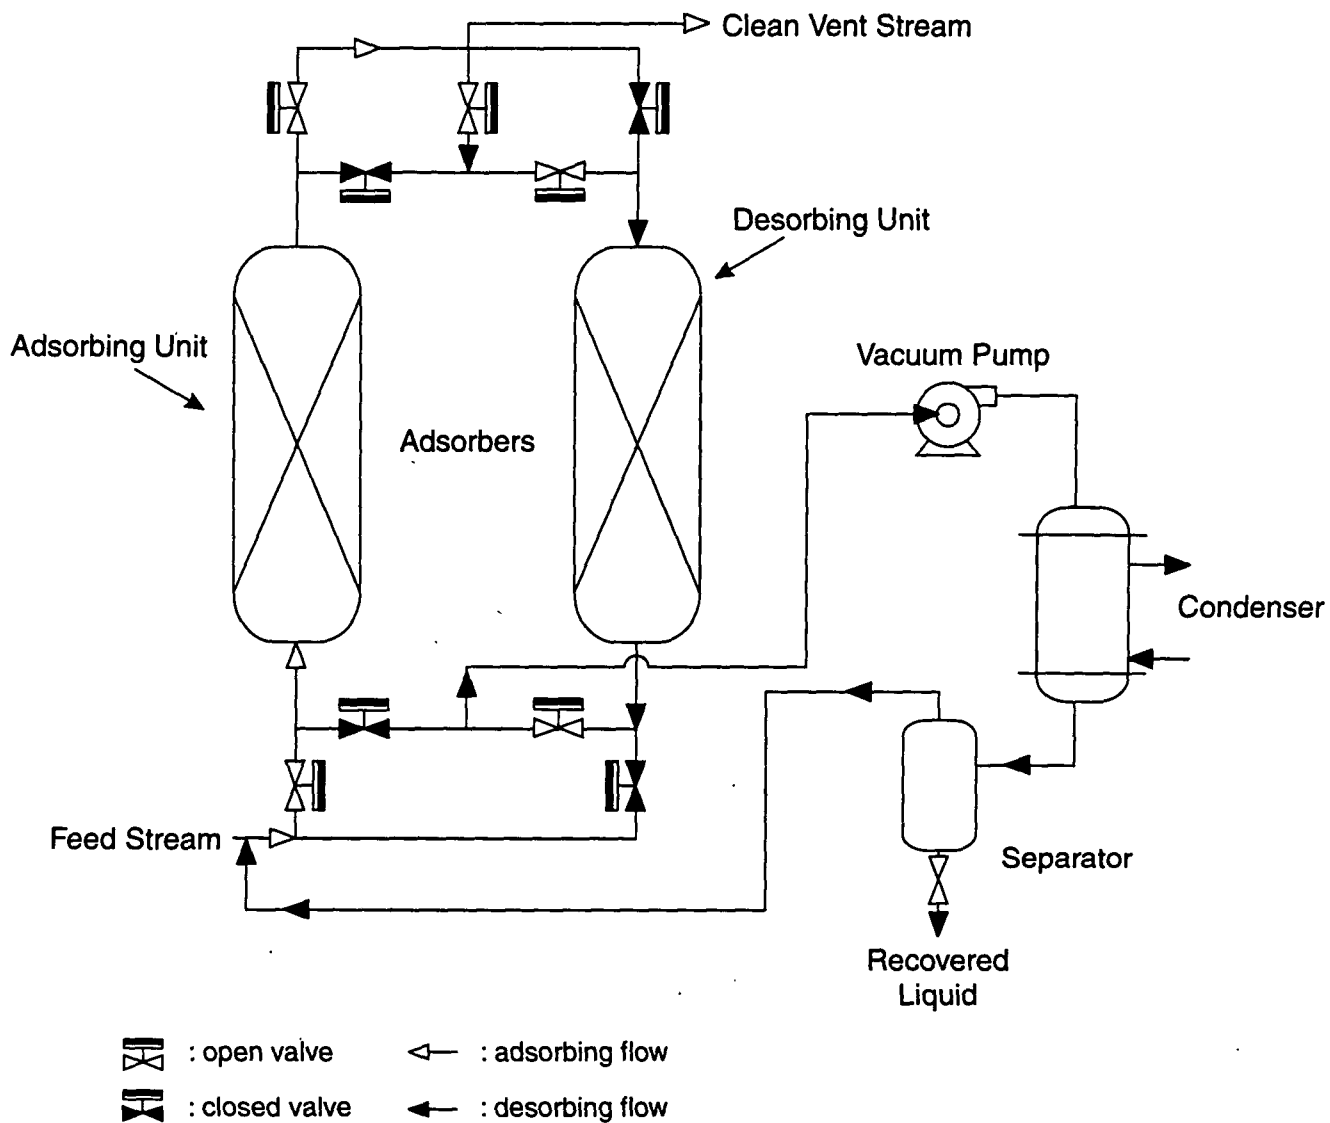 Clean Vent Stream
Desorbing Unit
Adsorbing Unit
Vacuum Pump
Adsorbers
Condenser
Feed Stream
Separator
Recovered
Liquid
: open valve
: adsorbing flow
: closed valve
: desorbing flow